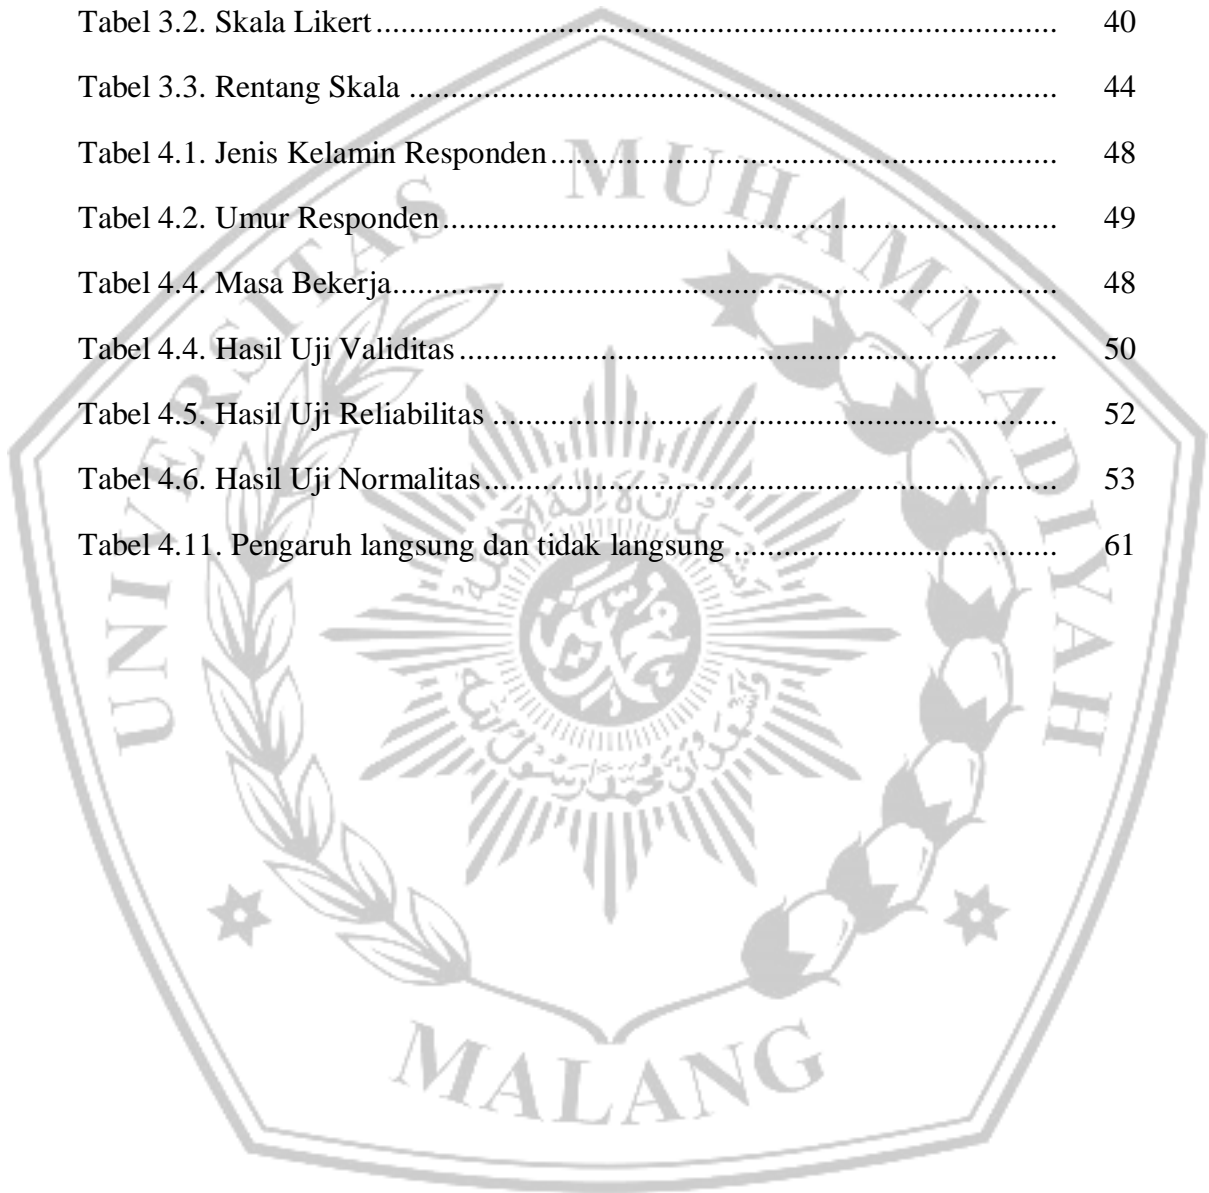 Tabel 3.2. Skala Likert ........................................................................ 40
Tabel 3.3. Rentang Skala ........................................................................ 44
Tabel 4.1. Jenis Kelamin Responden ........................................................................ 48
Tabel 4.2. Umur Responden ........................................................................ 49
Tabel 4.4. Masa Bekerja ........................................................................ 48
Tabel 4.4. Hasil Uji Validitas ........................................................................ 50
Tabel 4.5. Hasil Uji Reliabilitas ........................................................................ 52
Tabel 4.6. Hasil Uji Normalitas ........................................................................ 53
Tabel 4.11. Pengaruh langsung dan tidak langsung ........................................................................ 61
UNIVERSITAS MUHAMMADIYAH
MALANG